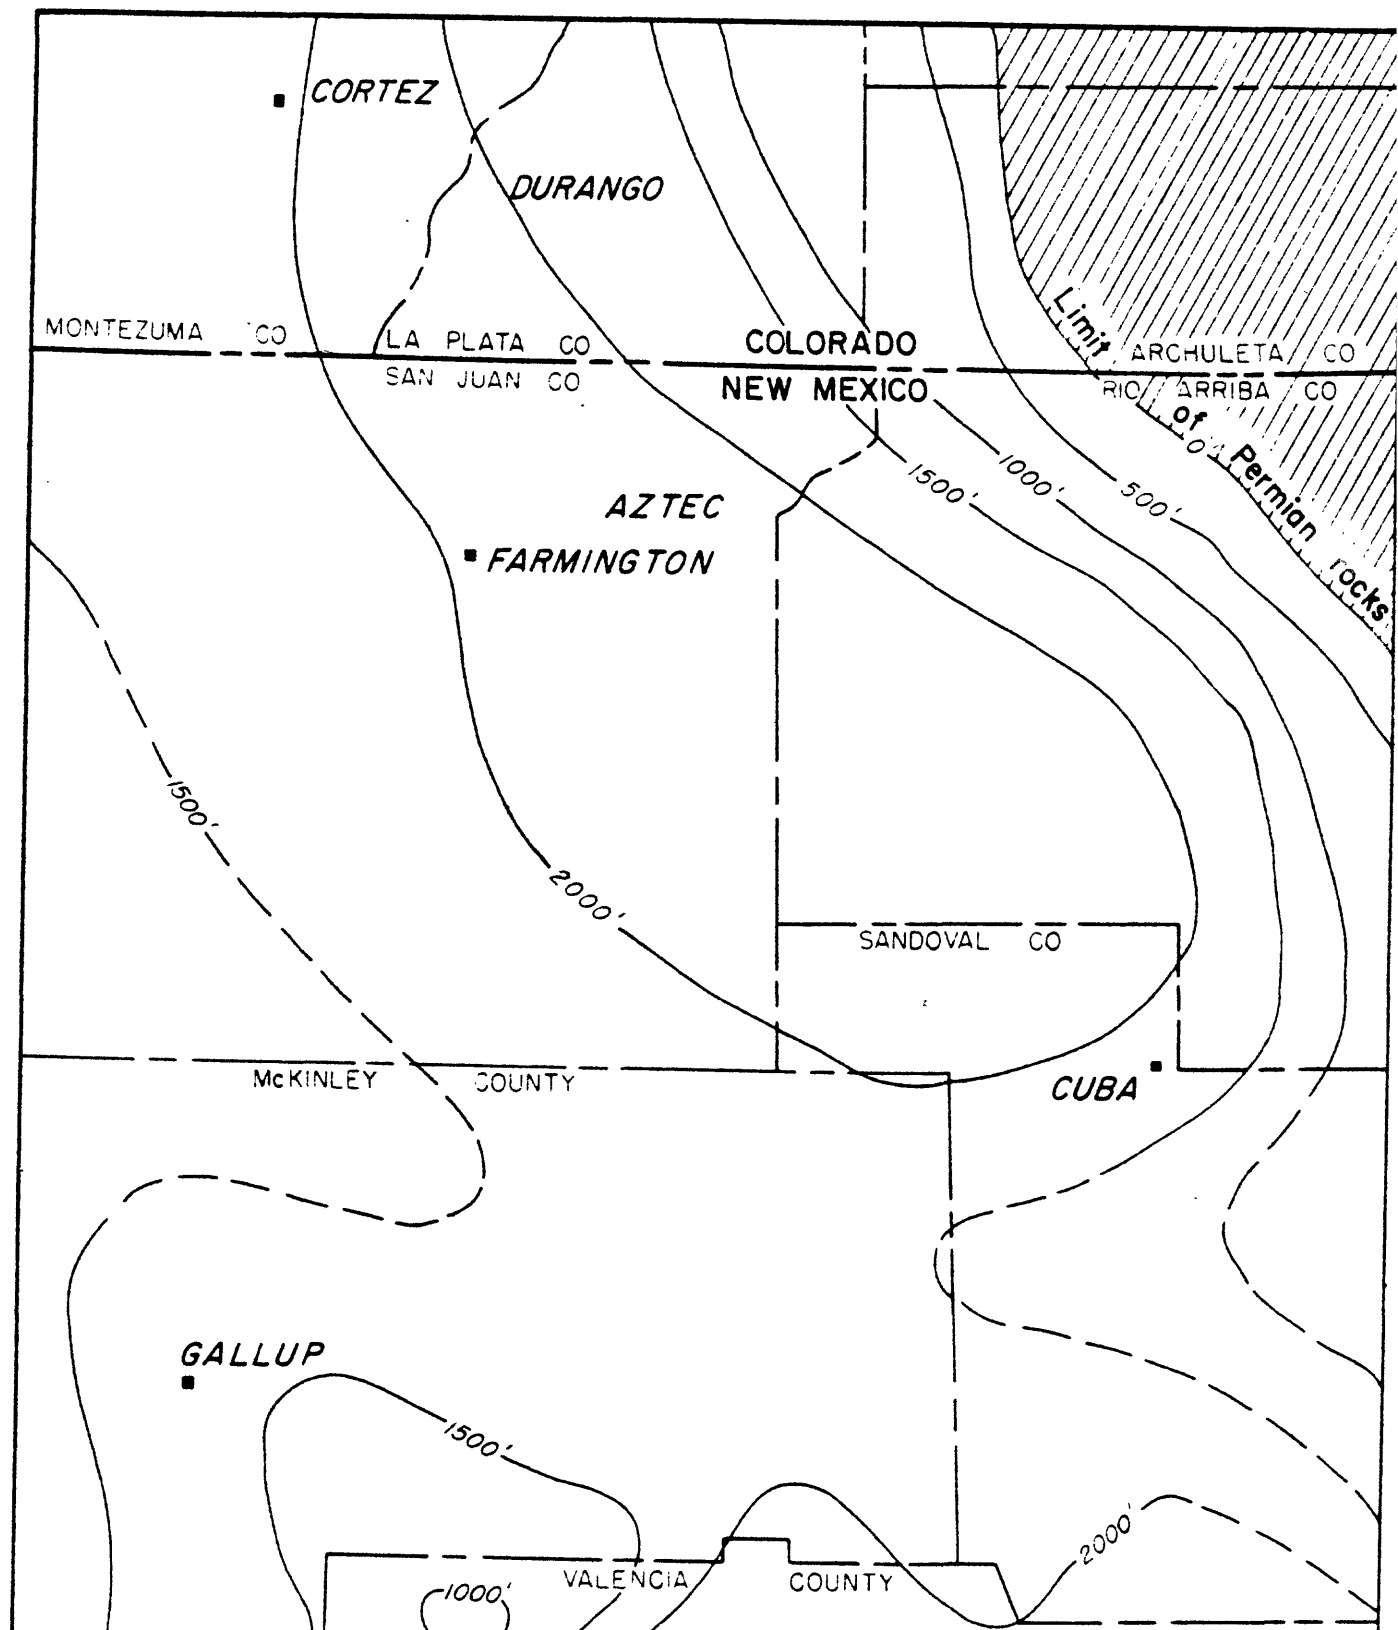 CORTEZ
DURANGO
MONTEZUMA CO
LA PLATA CO
COLORADO
ARCHULETA CO
SAN JUAN CO
NEW MEXICO
RIO ARRIBA CO
Limit of Permian rocks
0'
1500'
1000'
500'
AZTEC
FARMINGTON
1500'
2000'
SANDOVAL CO
McKINLEY COUNTY
CUBA
GALLUP
1500'
2000'
VALENCIA COUNTY
1000'